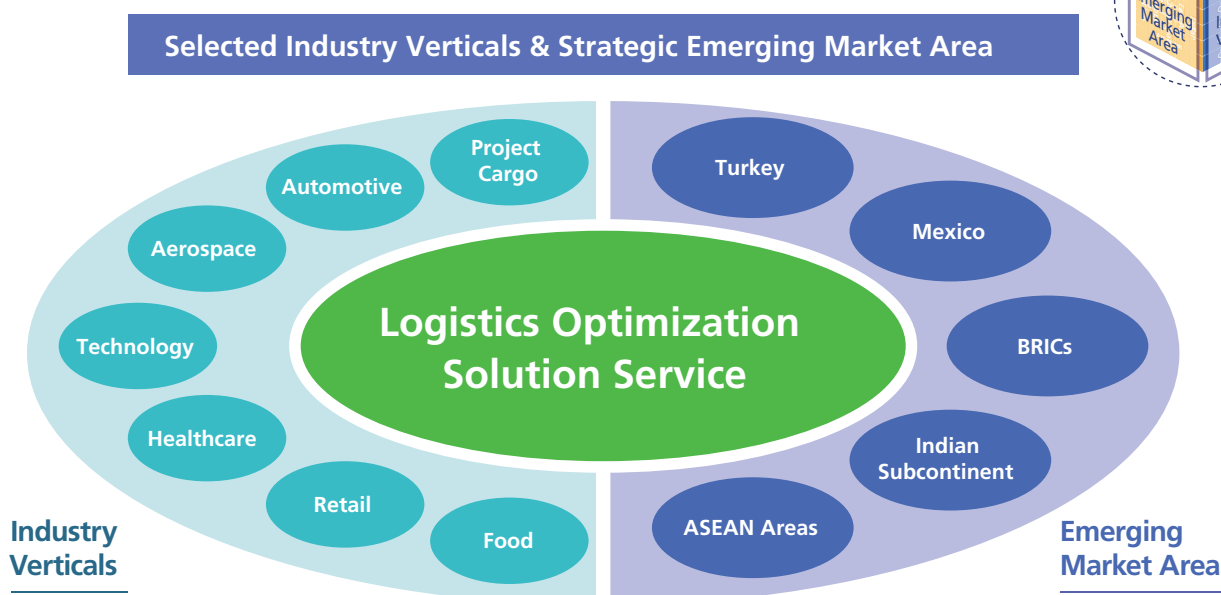 Selected Industry Verticals & Strategic Emerging Market Area
Emerging
Market
Area
Project
Cargo
Automotive
Aerospace
Technology
Healthcare
Retail
Food
Logistics Optimization
Solution Service
Turkey
Mexico
BRICs
Indian
Subcontinent
ASEAN Areas
Industry
Verticals
Emerging
Market Area